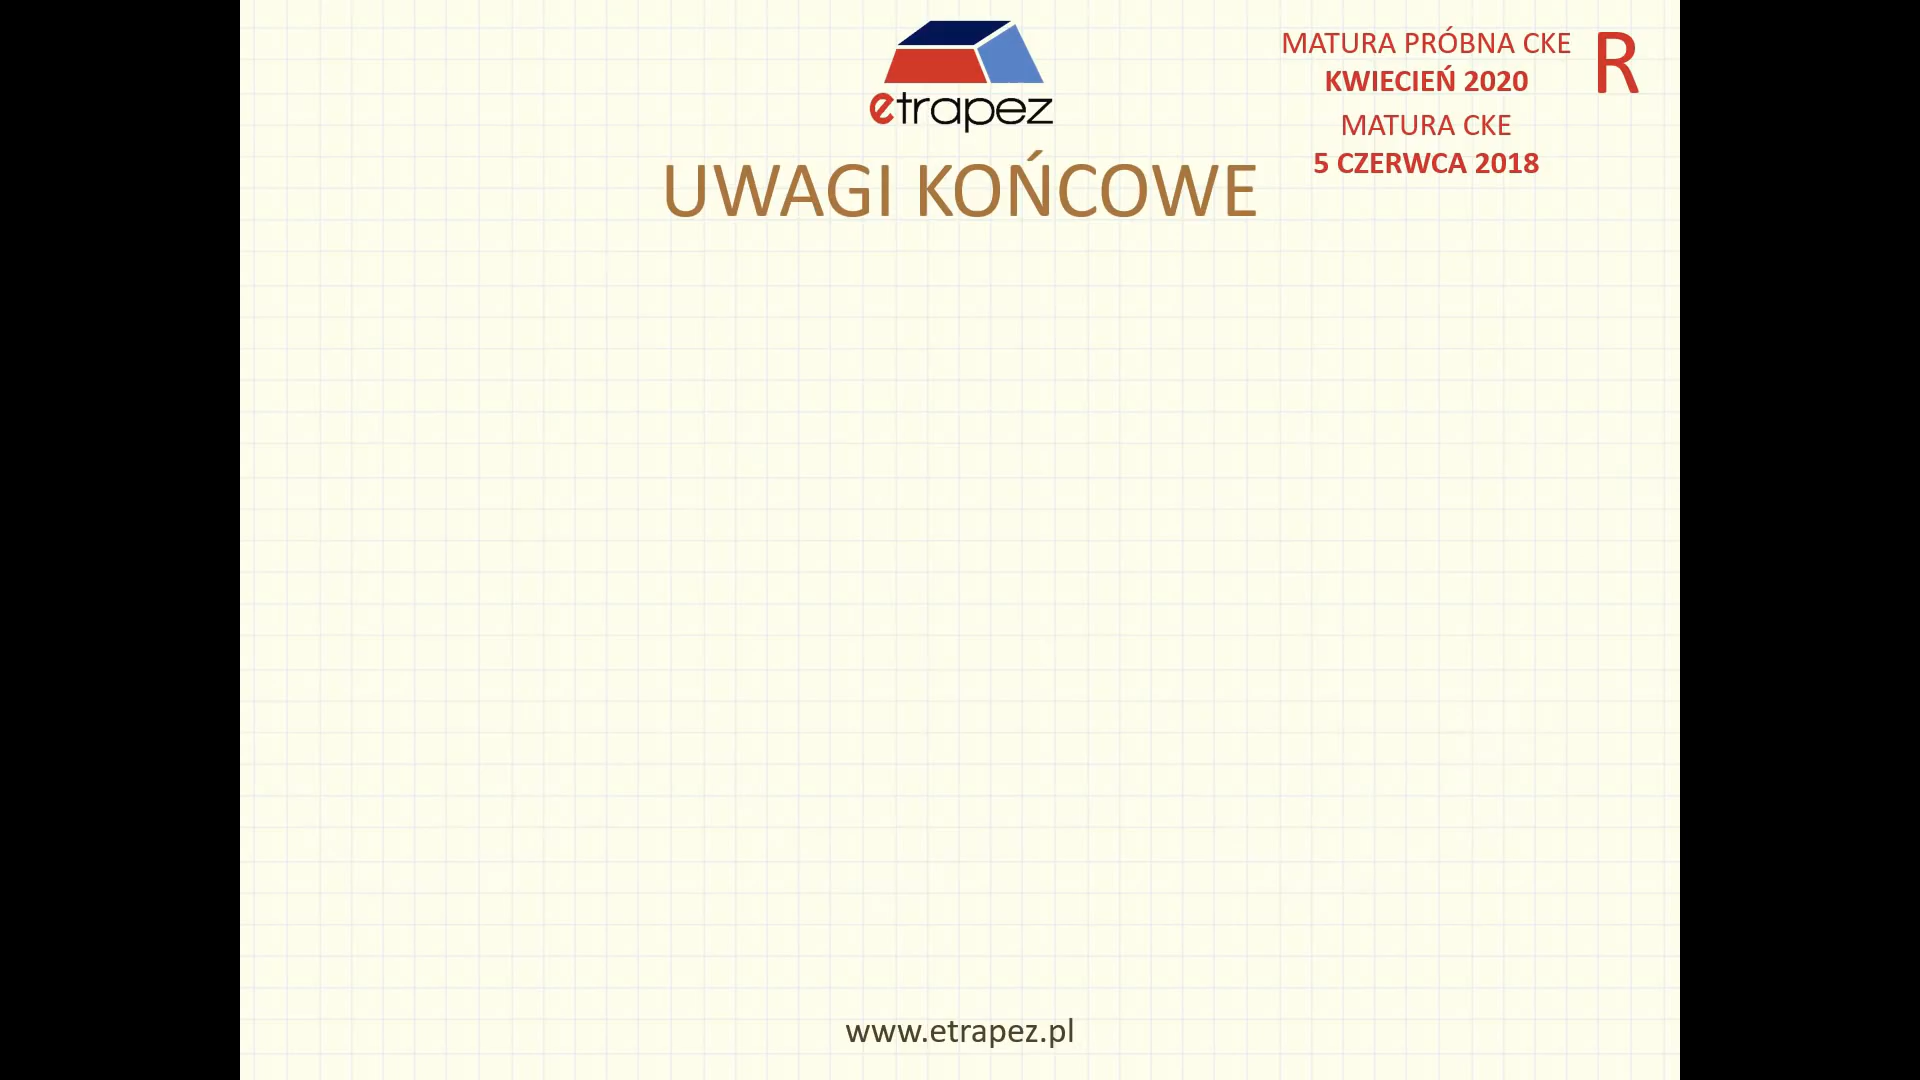 etrapez
MATURA PRÓBNA CKE
KWIECIEŃ 2020
R
MATURA CKE
5 CZERWCA 2018
UWAGI KOŃCOWE
www.etrapez.pl